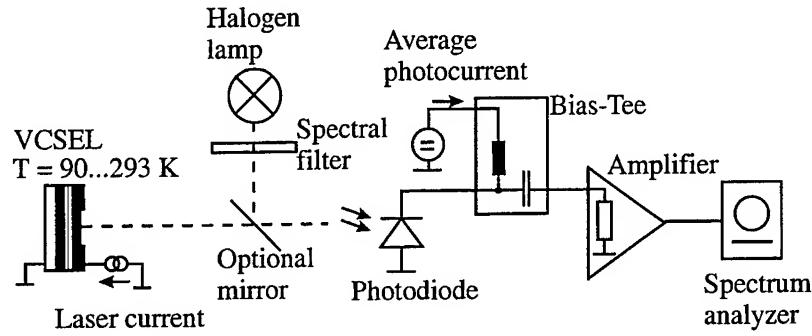 Halogen
lamp
Average
photocurrent
Bias-Tee
Spectral
filter
VCSEL
T = 90...293 K
Amplifier
Optional
mirror
Photodiode
Spectrum
analyzer
Laser current